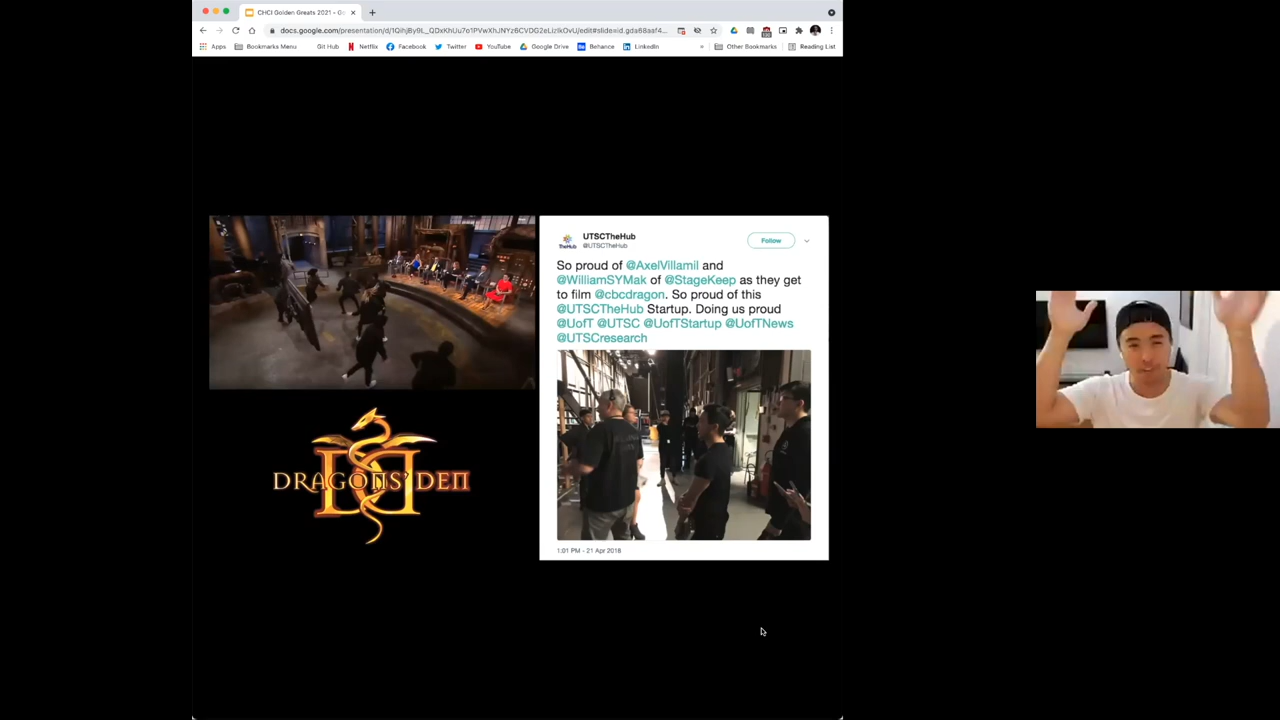 CHCI Golden Greats 2021 - Go
Apps
Bookmarks Menu
Git Hub
Netflix
Facebook
Twitter
YouTube
Google Drive
Behance
LinkedIn
»
Other Bookmarks
Reading List
UTSCTheHub
@UTSCTheHub
TheHub
Follow
So proud of @AxelVillamil and
@WilliamSYMak of @StageKeep as they get
to film @cbcdragon. So proud of this
@UTSCTheHub Startup. Doing us proud
@UofT @UTSC @UofTStartup @UofTNews
@UTSCresearch
1:01 PM - 21 Apr 2018
DD
DRAGONS' DEN